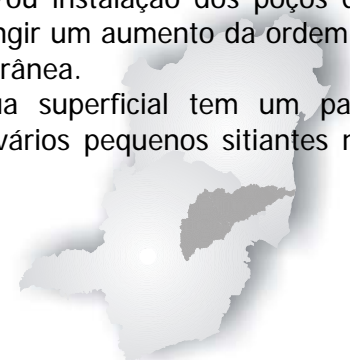 ou instalação dos poços
ngir um aumento da ordem
rânea.
ua superficial tem um pa
vários pequenos sitiantes